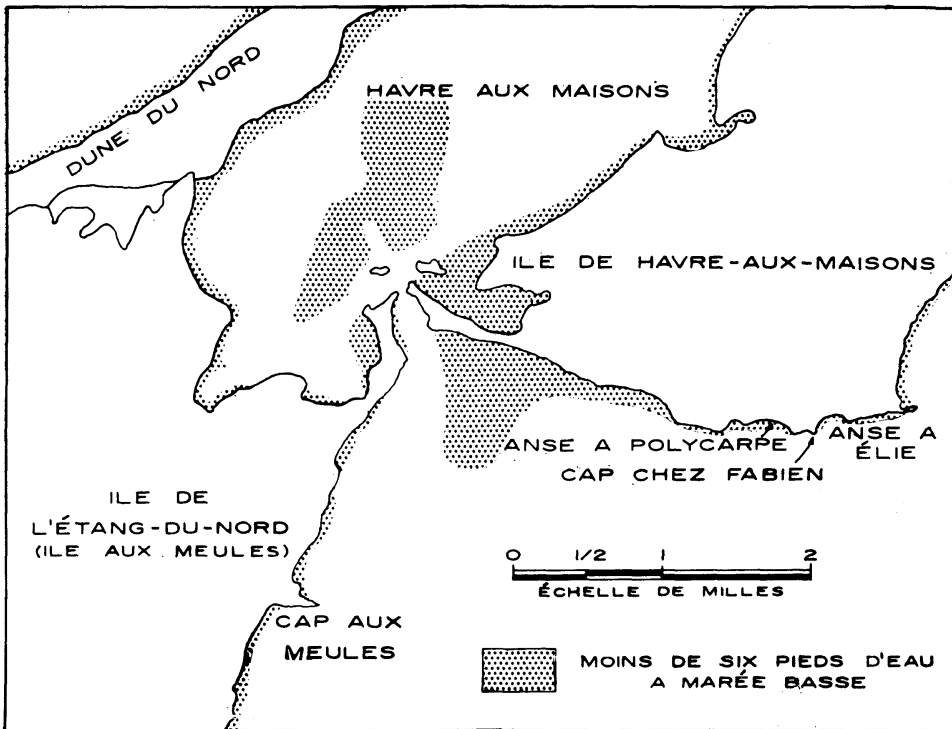 DUNE DU NORD
HAVRE AUX MAISONS
ILE DE HAVRE-AUX-MAISONS
ANSE A POLYCARPE
CAP CHEZ FABIEN
ANSE A
ÉLIE
ILE DE
L'ÉTANG-DU-NORD
(ILE AUX MEULES)
CAP AUX
MEULES
0 1/2 1 2
ÉCHELLE DE MILLES
MOINS DE SIX PIEDS D'EAU
A MARÉE BASSE